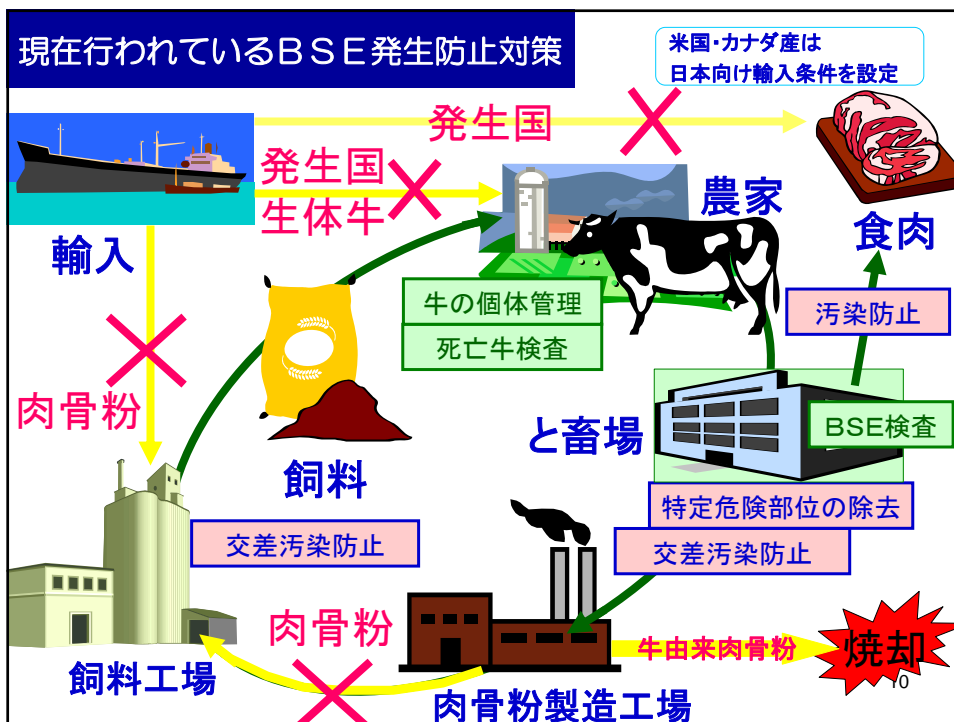 現在行われているBSE発生防止対策
米国・カナダ産は
日本向け輸入条件を設定
発生国
発生国
生体牛
輸入
農家
食肉
牛の個体管理
死亡牛検査
汚染防止
肉骨粉
飼料
と畜場
BSE検査
特定危険部位の除去
交差汚染防止
交差汚染防止
肉骨粉
牛由来肉骨粉
焼却
飼料工場
肉骨粉製造工場
10